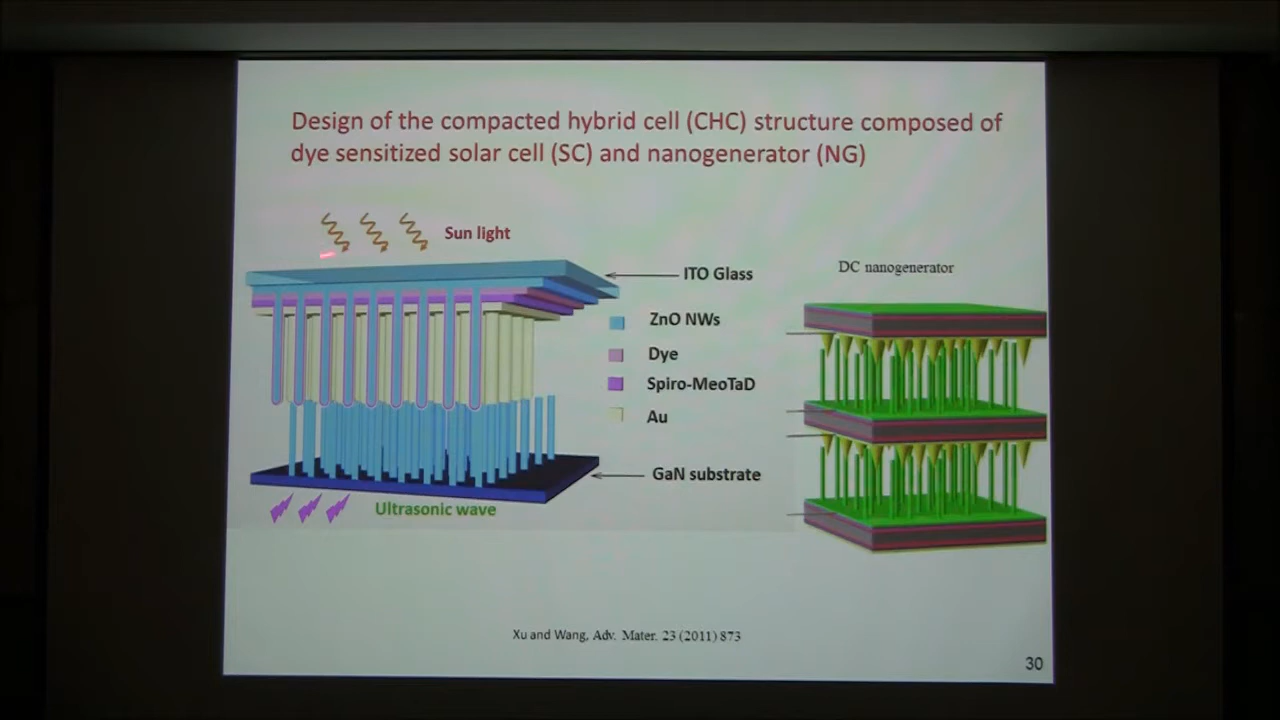 Design of the compacted hybrid cell (CHC) structure composed of
dye sensitized solar cell (SC) and nanogenerator (NG)
Sun light
ITO Glass
ZnO NWs
Dye
Spiro-MeoTaD
Au
GaN substrate
Ultrasonic wave
DC nanogenerator
Xu and Wang, Adv. Mater. 23 (2011) 873
30